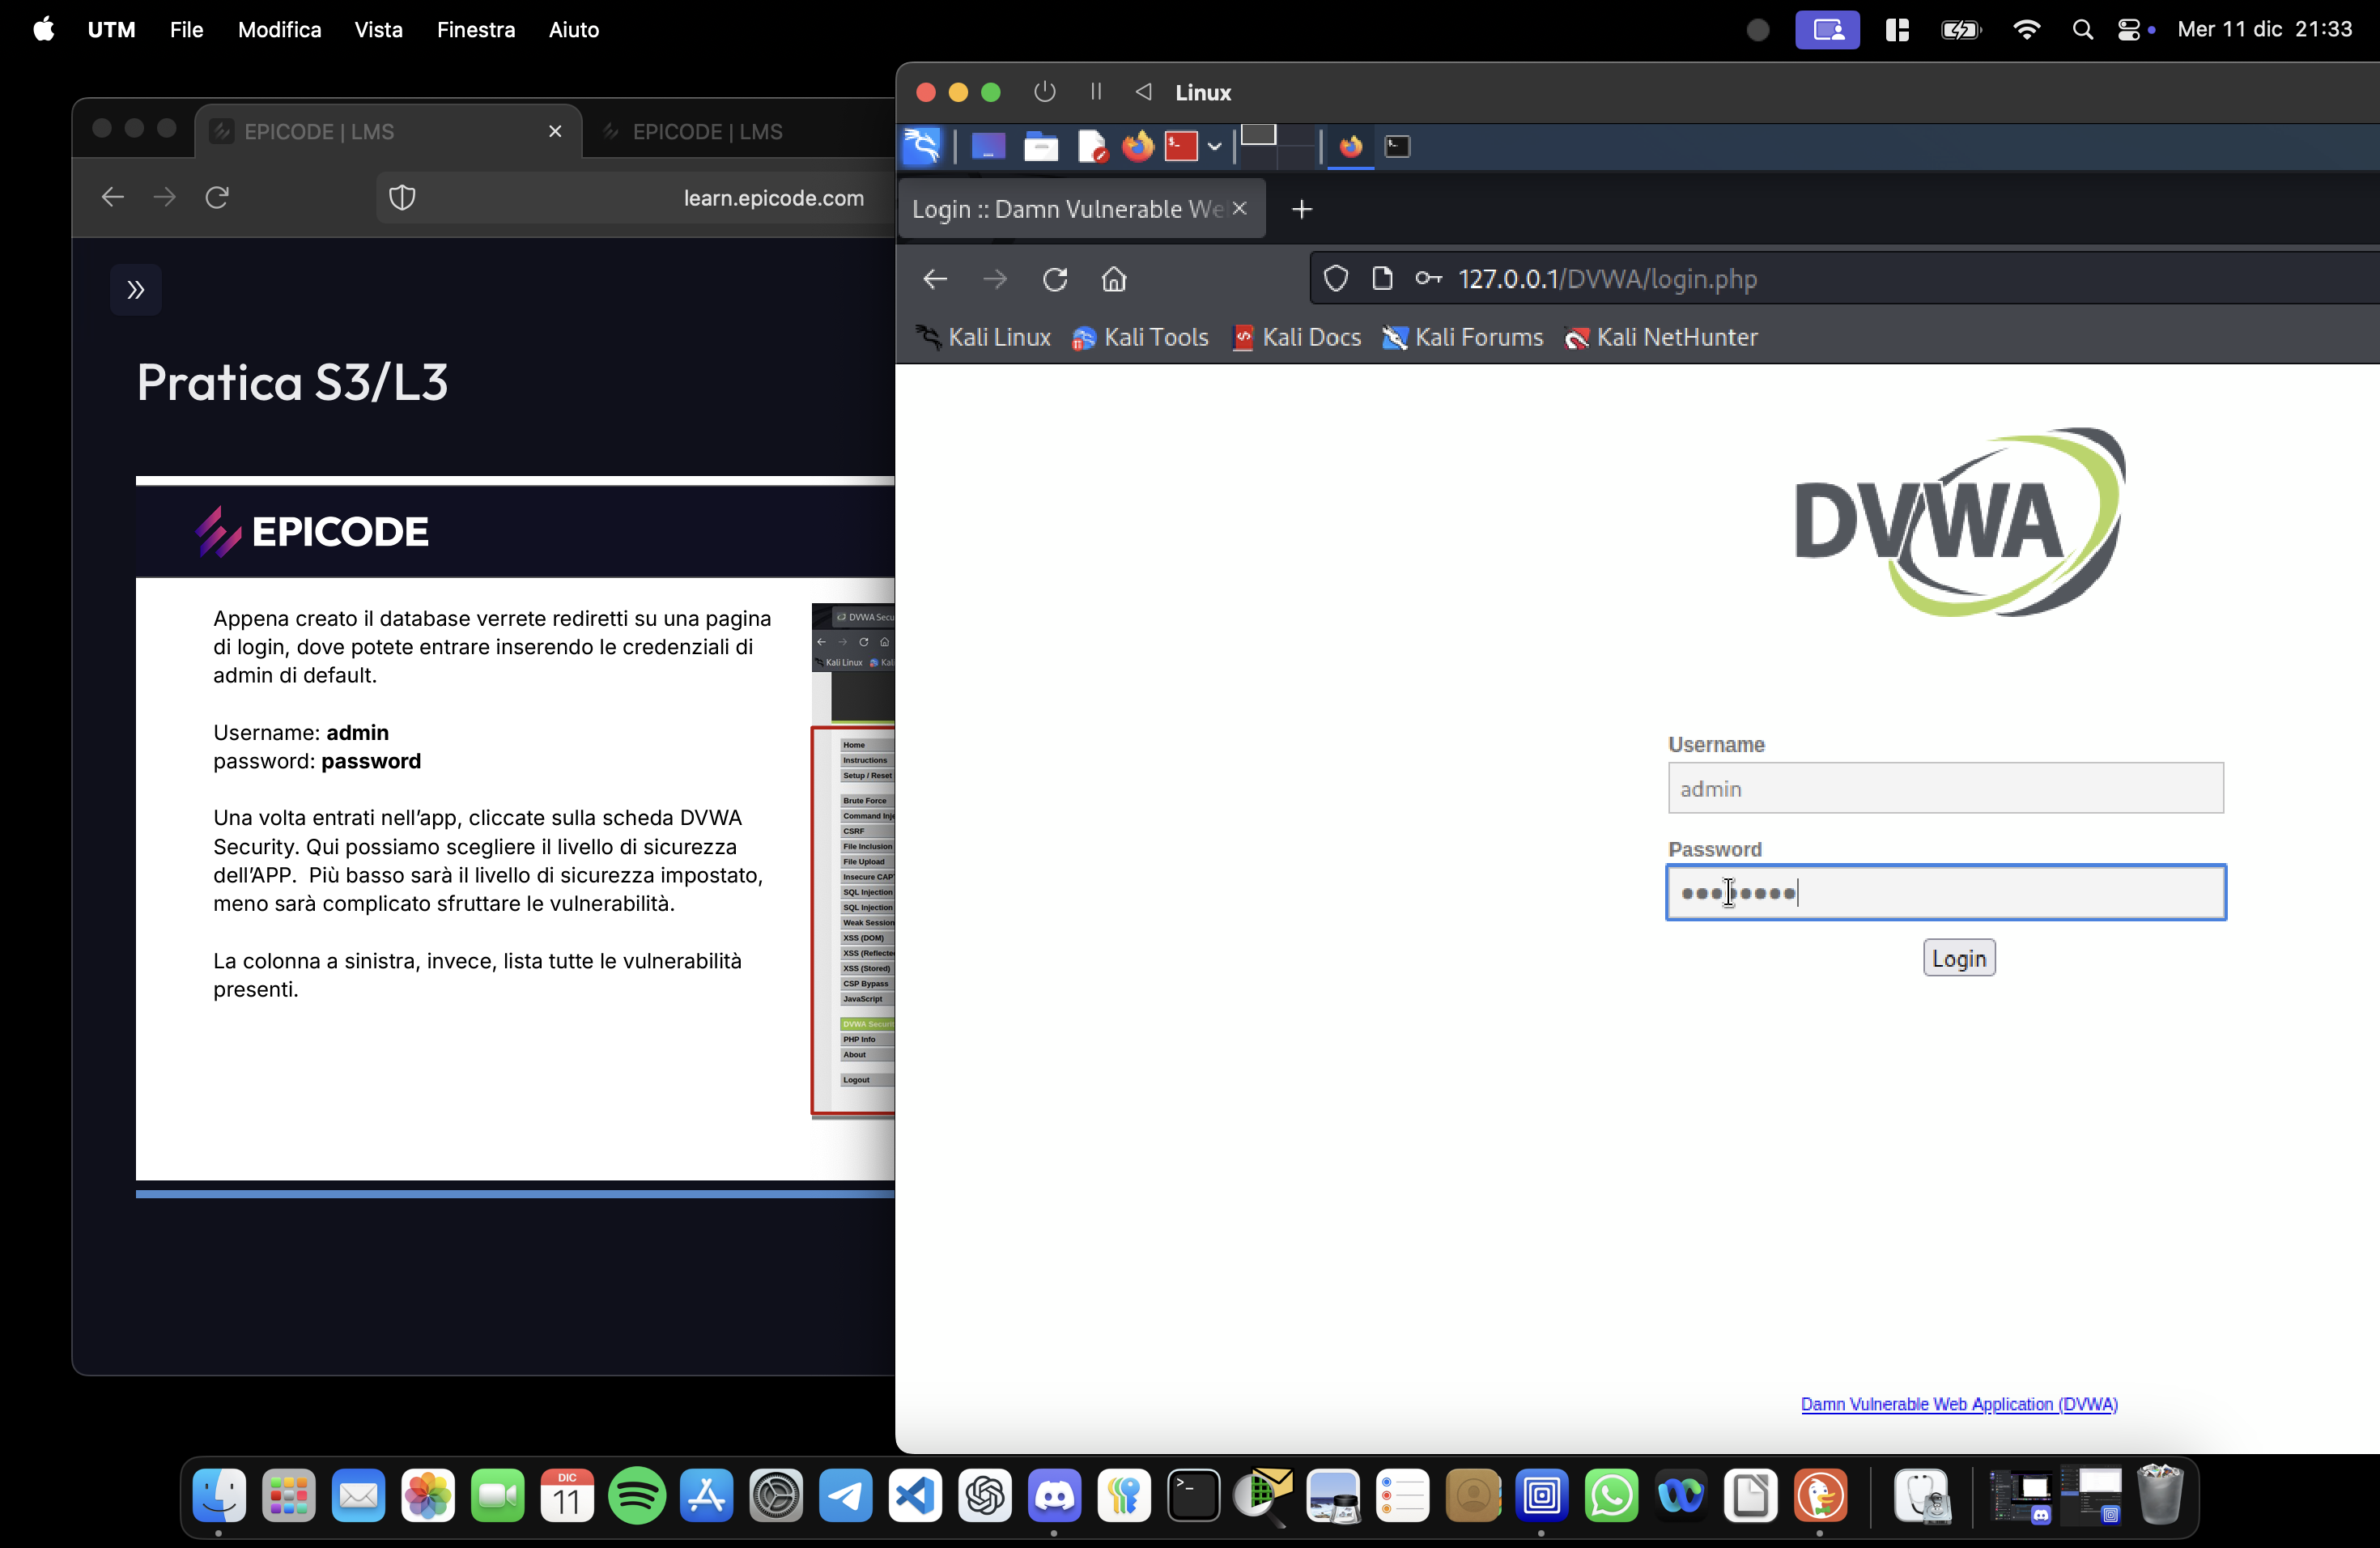 UTM File Modifica Vista Finestra Aiuto
Mer 11 dic 21:33
EPICODE | LMS
EPICODE | LMS
learn.epicode.com
Pratica S3/L3
EPICODE
Appena creato il database verrete rediretti su una pagina
di login, dove potete entrare inserendo le credenziali di
admin di default.
Username: admin
password: password
Una volta entrati nell’app, cliccate sulla scheda DVWA
Security. Qui possiamo scegliere il livello di sicurezza
dell’APP.  Più basso sarà il livello di sicurezza impostato,
meno sarà complicato sfruttare le vulnerabilità.
La colonna a sinistra, invece, lista tutte le vulnerabilità
presenti.
DVWA Secu
Kali Linux Kal
Home
Instructions
Setup / Reset
Brute Force
Command Inj
CSRF
File Inclusion
File Upload
Insecure CAP
SQL Injection
SQL Injection
Weak Session
XSS (DOM)
XSS (Reflecte
XSS (Stored)
CSP Bypass
JavaScript
DVWA Securit
PHP Info
About
Logout
Linux
Login :: Damn Vulnerable We
127.0.0.1/DVWA/login.php
Kali Linux Kali Tools Kali Docs Kali Forums Kali NetHunter
DVWA
Username
admin
Password
Login
Damn Vulnerable Web Application (DVWA)
DIC
11